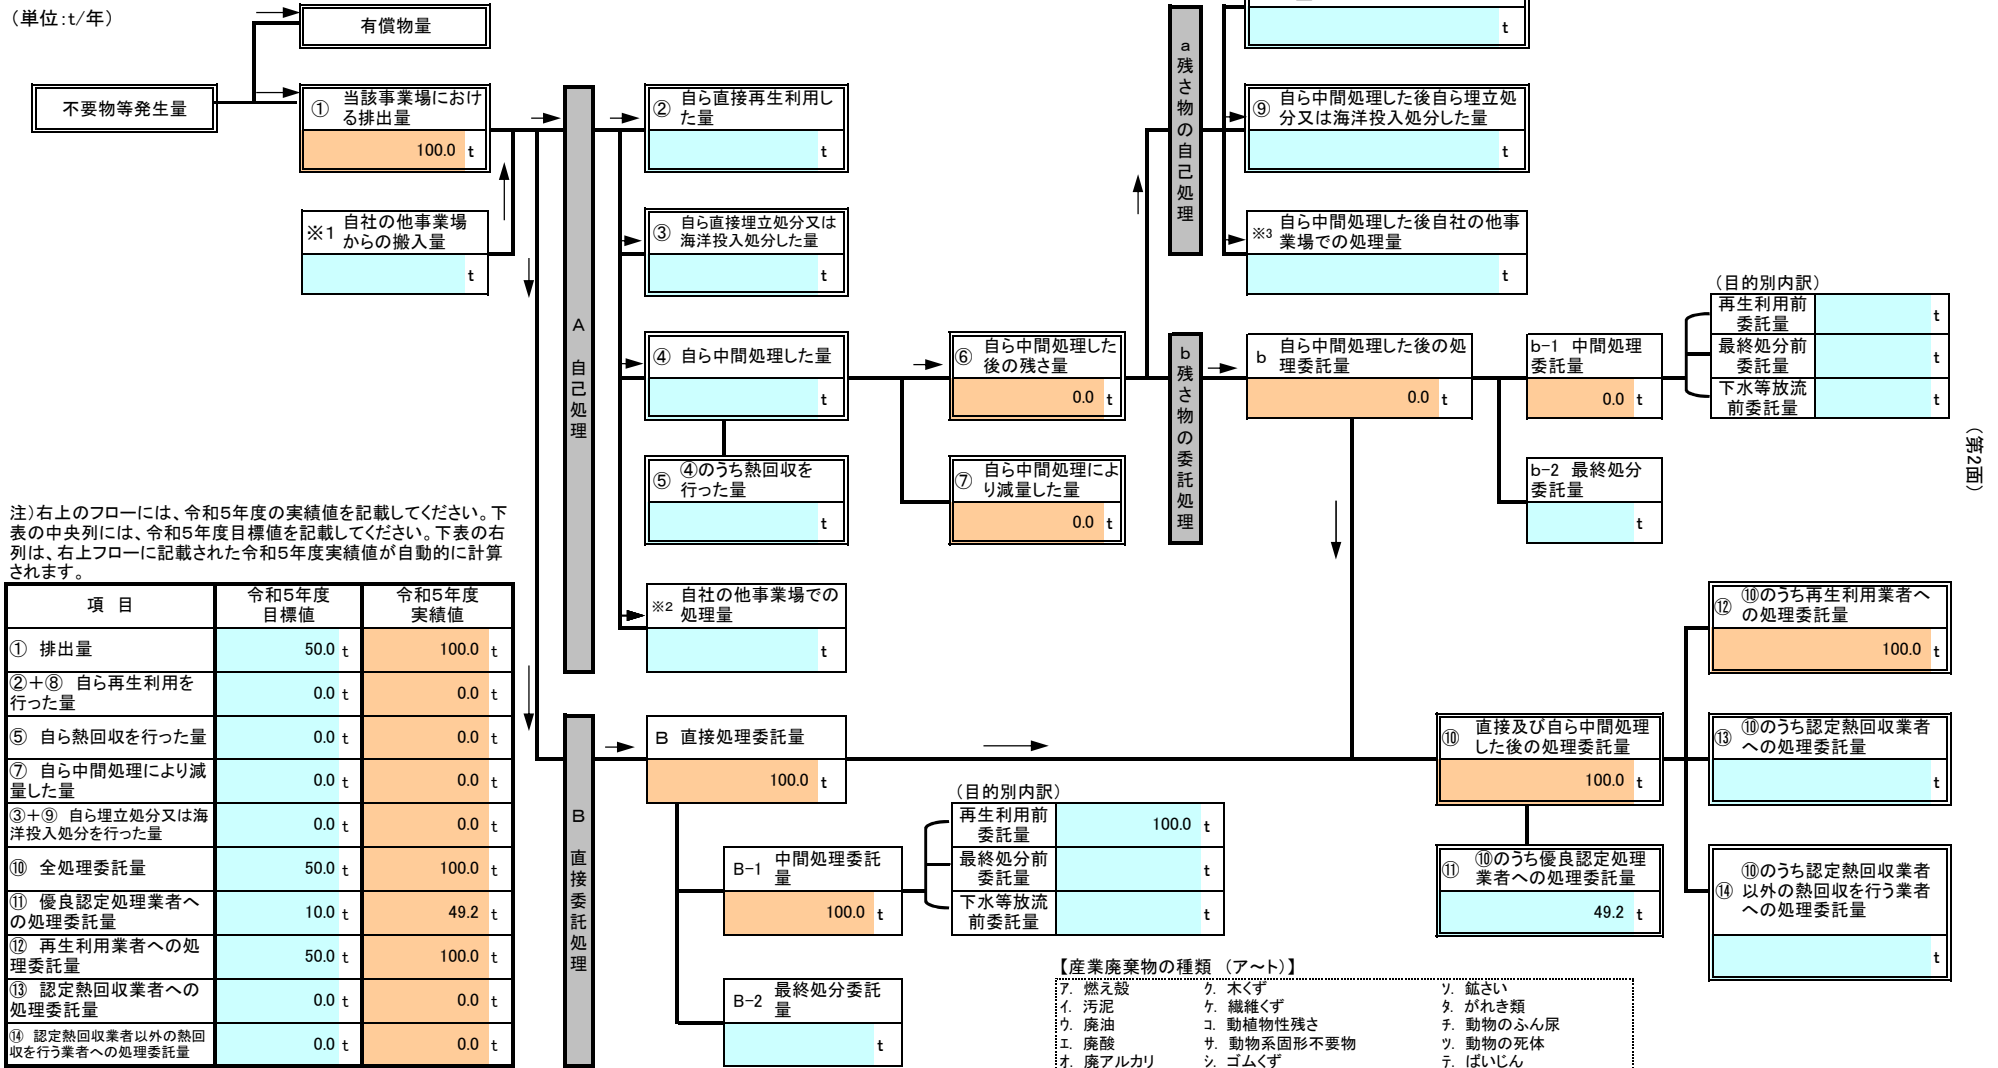 (単位:t/年)
有償物量
不要物等発生量
① 当該事業場におけ
る排出量
100.0 t
※1 自社の他事業場
からの搬入量
t
A 自己処理
② 自ら直接再生利用し
た量
t
③ 自ら直接埋立処分又は
海洋投入処分した量
t
④ 自ら中間処理した量
t
⑤ ④のうち熱回収を
行った量
t
※2 自社の他事業場での
処理量
t
⑥ 自ら中間処理した
後の残さ量
0.0 t
⑦ 自ら中間処理によ
り減量した量
0.0 t
a 残さ物の自己処理
t
⑨ 自ら中間処理した後自ら埋立処
分又は海洋投入処分した量
t
※3 自ら中間処理した後自社の他事
業場での処理量
t
b 残さ物の委託処理
b 自ら中間処理した後の処
理委託量
0.0 t
b-1 中間処理
委託量
0.0 t
b-2 最終処分
委託量
t
(目的別内訳)
再生利用前
委託量
t
最終処分前
委託量
t
下水等放流
前委託量
t
(第2面)
注)右上のフローには、令和5年度の実績値を記載してください。下
表の中央列には、令和5年度目標値を記載してください。下表の右
列は、右上フローに記載された令和5年度実績値が自動的に計算
されます。
項 目 令和5年度 令和5年度
目標値 実績値
① 排出量 50.0 t 100.0 t
②+⑧ 自ら再生利用を
行った量 0.0 t 0.0 t
⑤ 自ら熱回収を行った量 0.0 t 0.0 t
⑦ 自ら中間処理により減
量した量 0.0 t 0.0 t
③+⑨ 自ら埋立処分又は海
洋投入処分を行った量 0.0 t 0.0 t
⑩ 全処理委託量 50.0 t 100.0 t
⑪ 優良認定処理業者へ
の処理委託量 10.0 t 49.2 t
⑫ 再生利用業者への処
理委託量 50.0 t 100.0 t
⑬ 認定熱回収業者への
処理委託量 0.0 t 0.0 t
⑭ 認定熱回収業者以外の熱回
収を行う業者への処理委託量 0.0 t 0.0 t
B 直接委託処理
B 直接処理委託量
100.0 t
B-1 中間処理委託
量
100.0 t
B-2 最終処分委託
量
t
(目的別内訳)
再生利用前
委託量
100.0 t
最終処分前
委託量
t
下水等放流
前委託量
t
⑩ 直接及び自ら中間処理
した後の処理委託量
100.0 t
⑪ ⑩のうち優良認定処理
業者への処理委託量
49.2 t
⑫ ⑩のうち再生利用業者へ
の処理委託量
100.0 t
⑬ ⑩のうち認定熱回収業者
への処理委託量
t
⑭ ⑩のうち認定熱回収業者
以外の熱回収を行う業者
への処理委託量
t
【産業廃棄物の種類 (ア~ト)】
ア. 燃え殻 ク. 木くず ソ. 鉱さい
イ. 汚泥 ケ. 繊維くず タ. がれき類
ウ. 廃油 コ. 動植物性残さ チ. 動物のふん尿
エ. 廃酸 サ. 動物系固形不要物 ツ. 動物の死体
オ. 廃アルカリ シ. ゴムくず テ. ばいじん